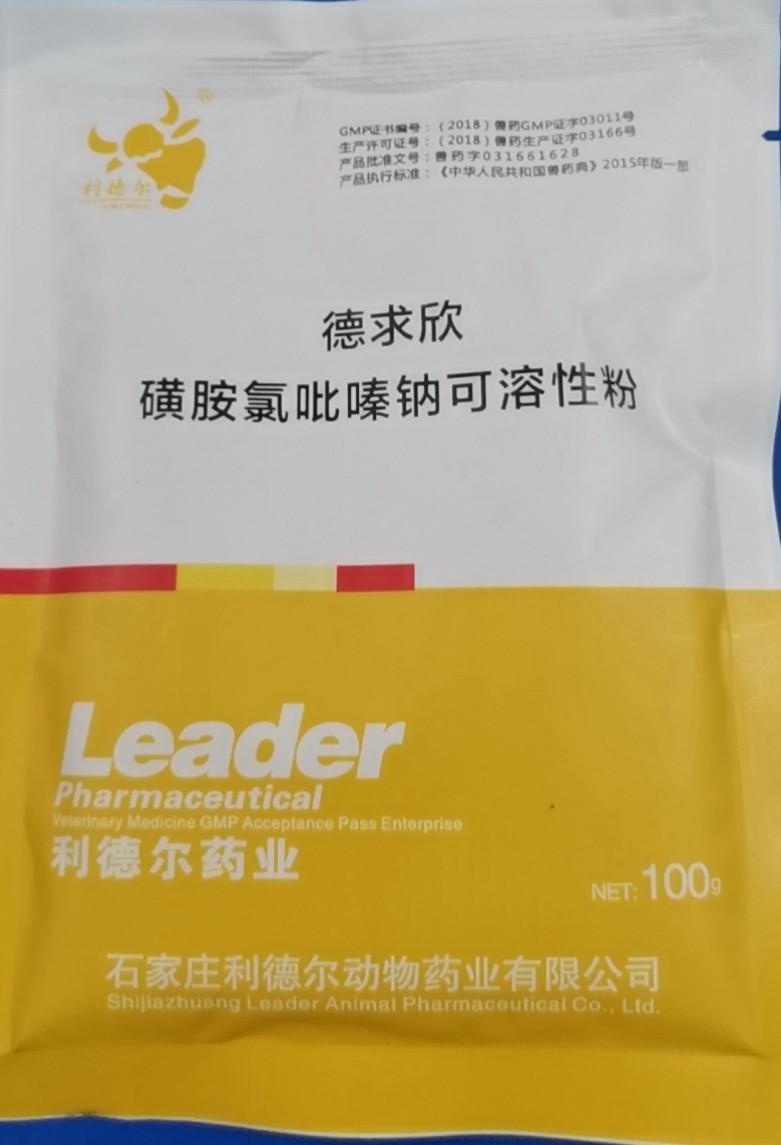 GMP证书编号：（2018）兽药GMP证字03011号
生产许可证号：（2018）兽药生产证字03166号
产品批准文号：兽药字031661628
产品执行标准：《中华人民共和国兽药典》2015年版一部
利德尔
®
德求欣
磺胺氯吡嗪钠可溶性粉
Leader
Pharmaceutical
Veterinary Medicine GMP Acceptance Pass Enterprise
利德尔药业
NET: 100g
石家庄利德尔动物药业有限公司
Shijiazhuang Leader Animal Pharmaceutical Co., Ltd.